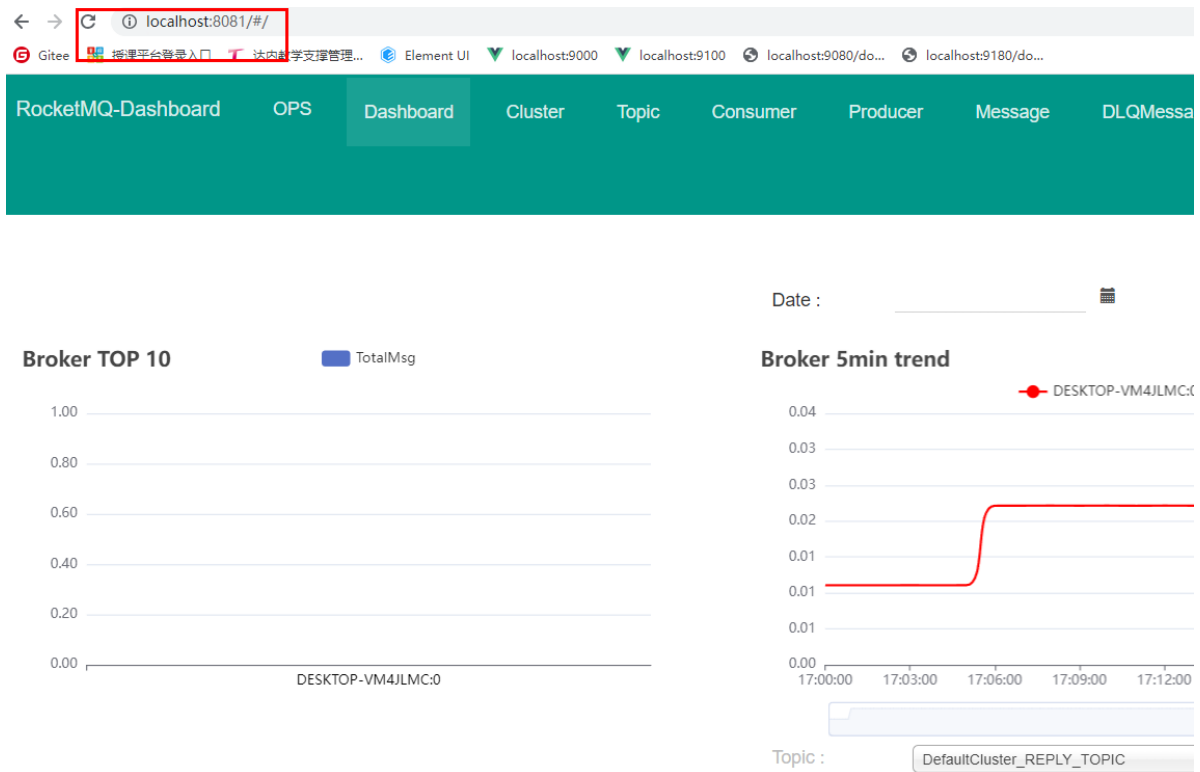 localhost:8081/#/
Gitee 授课平台登录入口 达内教学支撑管理... Element UI localhost:9000 localhost:9100 localhost:9080/do... localhost:9180/do...
RocketMQ-Dashboard OPS Dashboard Cluster Topic Consumer Producer Message DLQMessa
Date :
Broker TOP 10
TotalMsg
1.00
0.80
0.60
0.40
0.20
0.00
DESKTOP-VM4JLMC:0
Broker 5min trend
DESKTOP-VM4JLMC:0
0.04
0.03
0.03
0.02
0.01
0.01
0.01
0.00
17:00:00 17:03:00 17:06:00 17:09:00 17:12:00
Topic :
DefaultCluster_REPLY_TOPIC